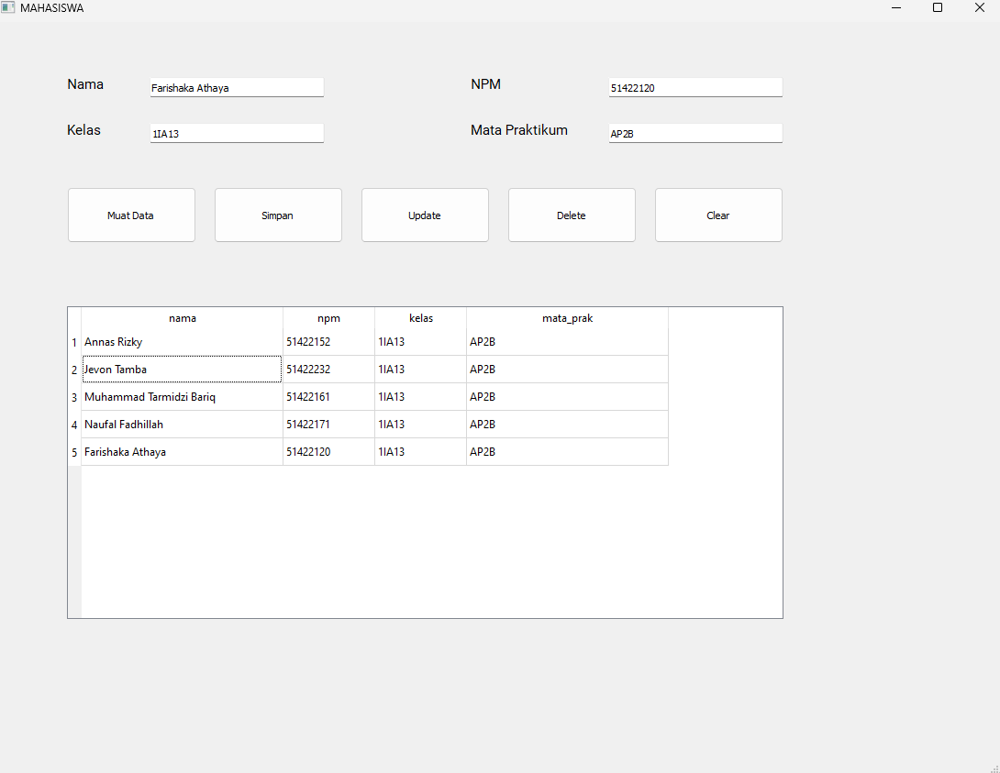 MAHASISWA
Nama Farishaka Athaya NPM 51422120
Kelas 1IA13 Mata Praktikum AP2B
Muat Data Simpan Update Delete Clear
nama npm kelas mata_prak
1 Annas Rizky 51422152 1IA13 AP2B
2 Jevon Tamba 51422232 1IA13 AP2B
3 Muhammad Tarmidzi Bariq 51422161 1IA13 AP2B
4 Naufal Fadhillah 51422171 1IA13 AP2B
5 Farishaka Athaya 51422120 1IA13 AP2B